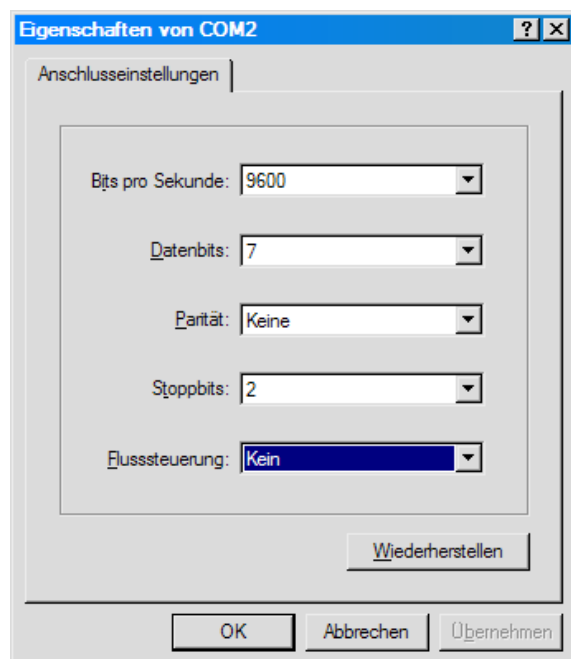 Eigenschaften von COM2
Anschlusseinstellungen
Bits pro Sekunde: 9600
Datenbits: 7
Parität: Keine
Stoppbits: 2
Flusssteuerung: Kein
Wiederherstellen
OK Abbrechen Übernehmen